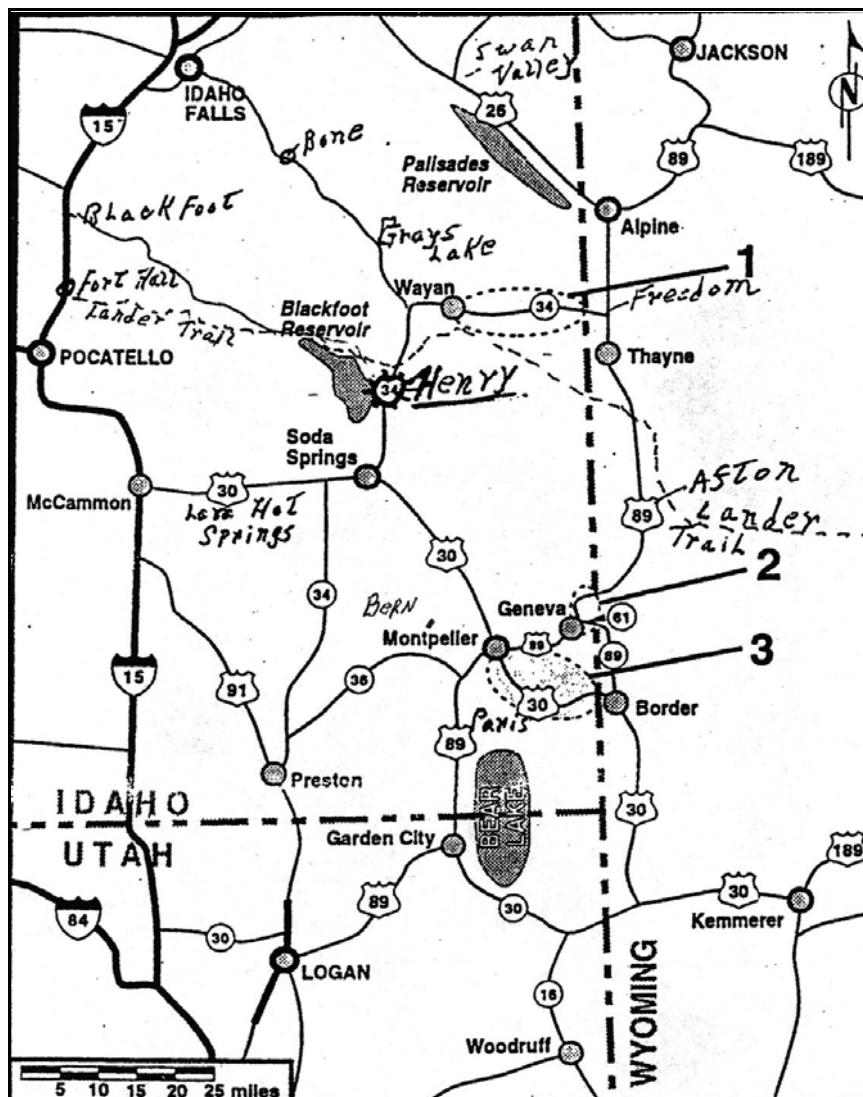 Swan
Valley
JACKSON
IDAHO
FALLS
N
15
26
Bone
89
189
Palisades
Reservoir
BlackFoot
Alpine
Grays
Lake
1
Wayan
34
Freedom
Fort Hall
Lander Trail
Blackfoot
Reservoir
POCATELLO
Thayne
34
Henry
Soda
Springs
McCammon
30
Lava Hot
Springs
89
Afton
Lander
Trail
30
2
34
Bern
Geneva
61
Montpelier
89
89
3
15
91
36
30
Border
Paris
89
Preston
BEAR
LAKE
IDAHO
UTAH
30
Garden City
189
84
89
30
30
Kemmerer
30
LOGAN
WYOMING
16
Woodruff
5 10 15 20 25 miles